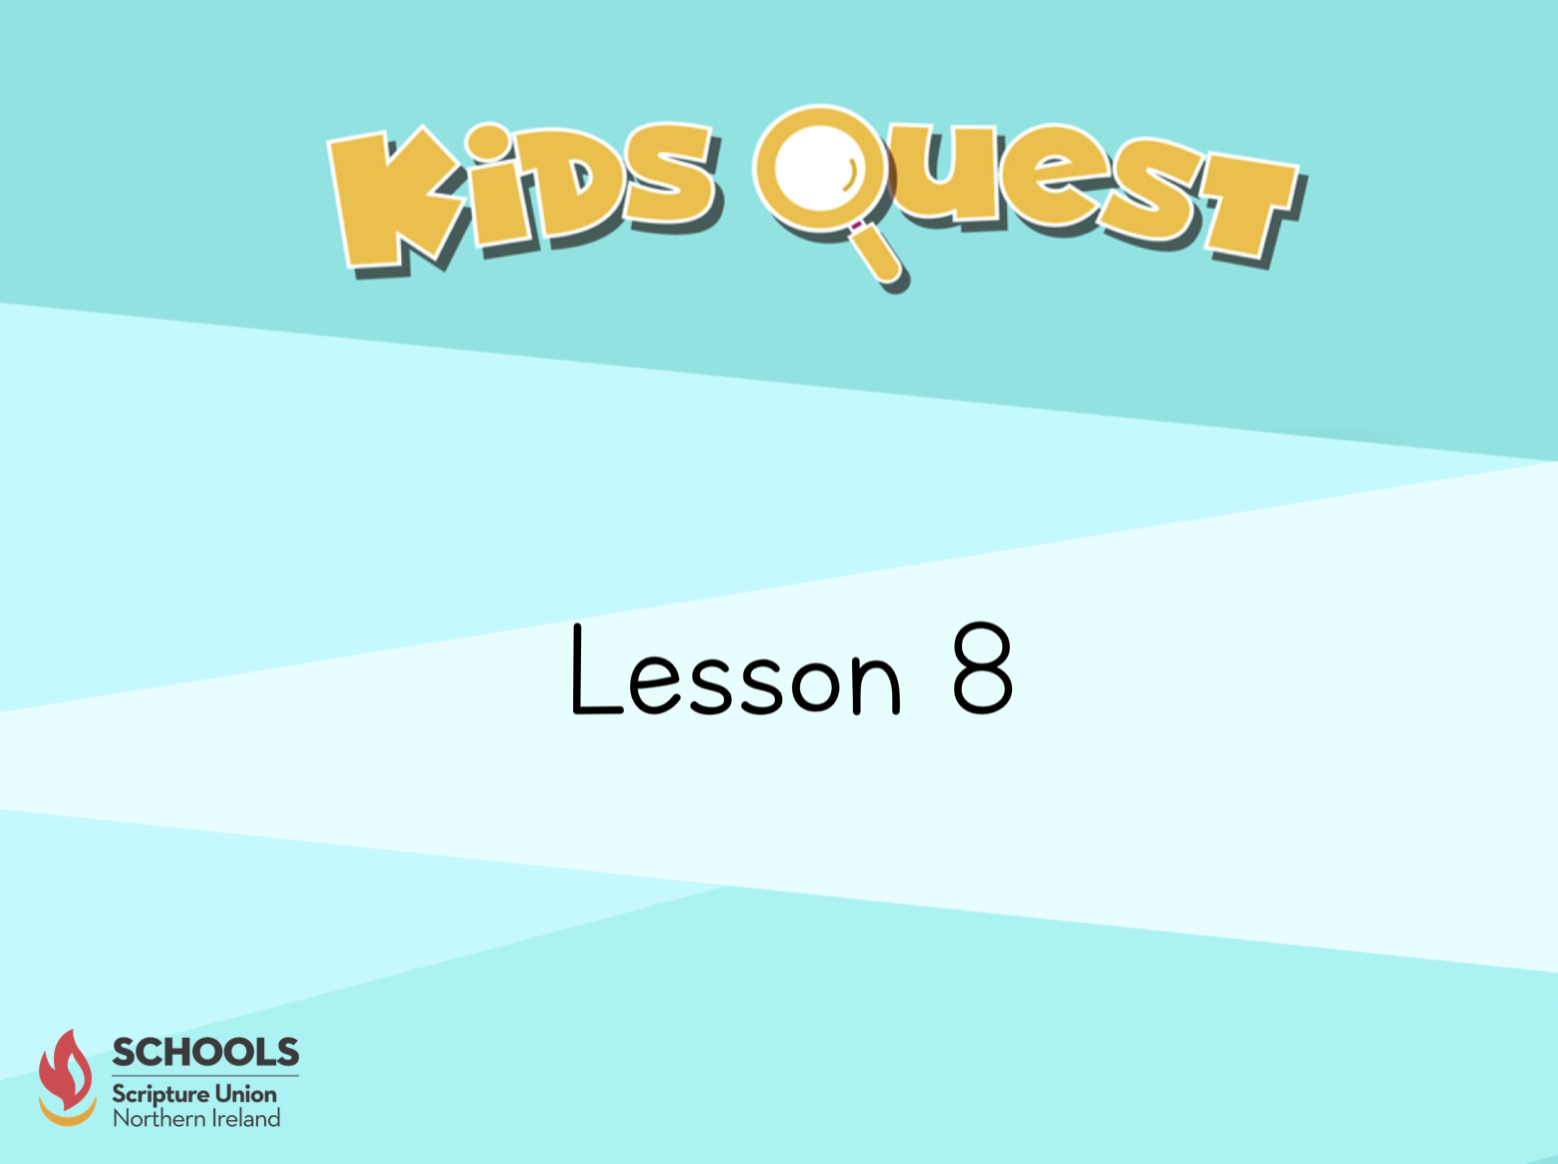 KiDS QUEST
Lesson 8
SCHOOLS
Scripture Union
Northern Ireland